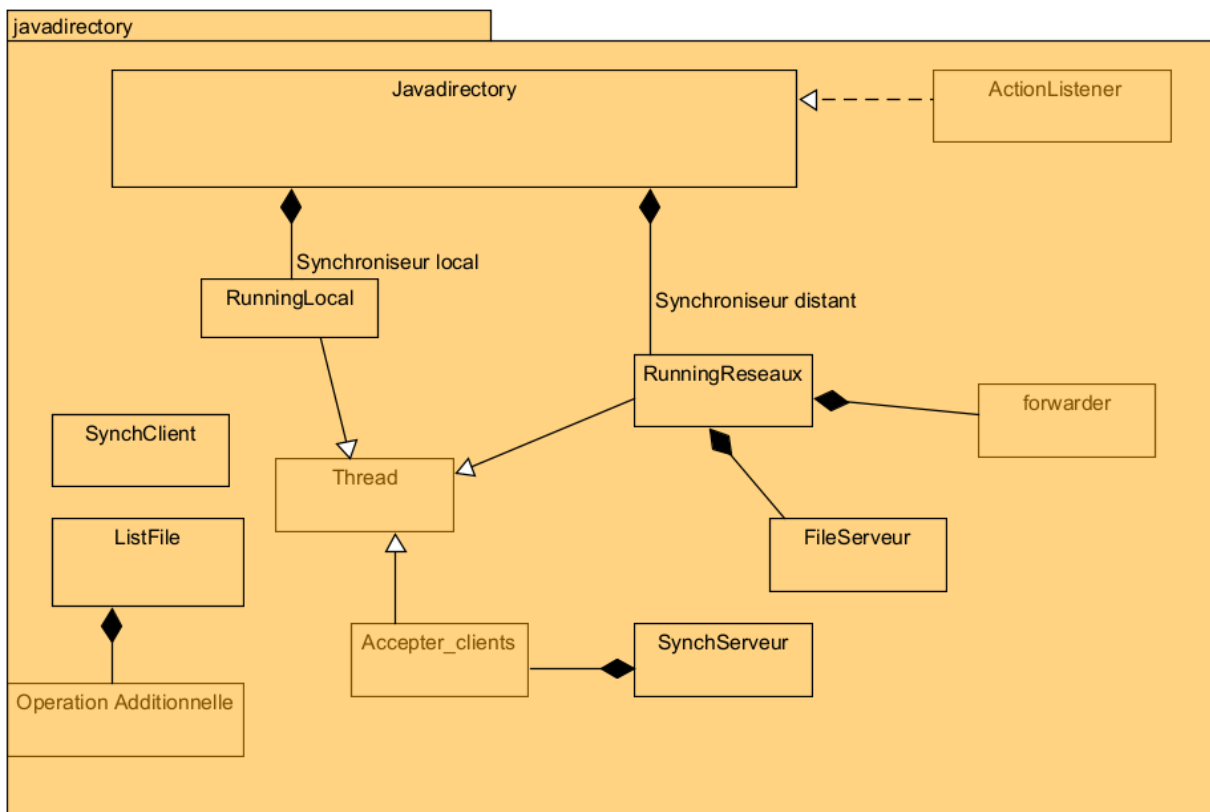 javadirectory
Javadirectory
ActionListener
Synchroniseur local
RunningLocal
Synchroniseur distant
RunningReseaux
forwarder
SynchClient
Thread
ListFile
FileServeur
Accepter_clients
SynchServeur
Operation Additionnelle